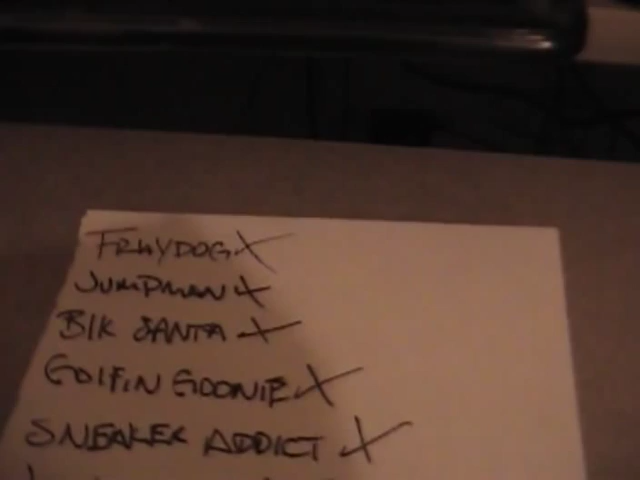 FRAYDOG X
JUMPMAN X
BIK SANTA X
GOLFIN GOONIE X
SNEAKER ADDICT X